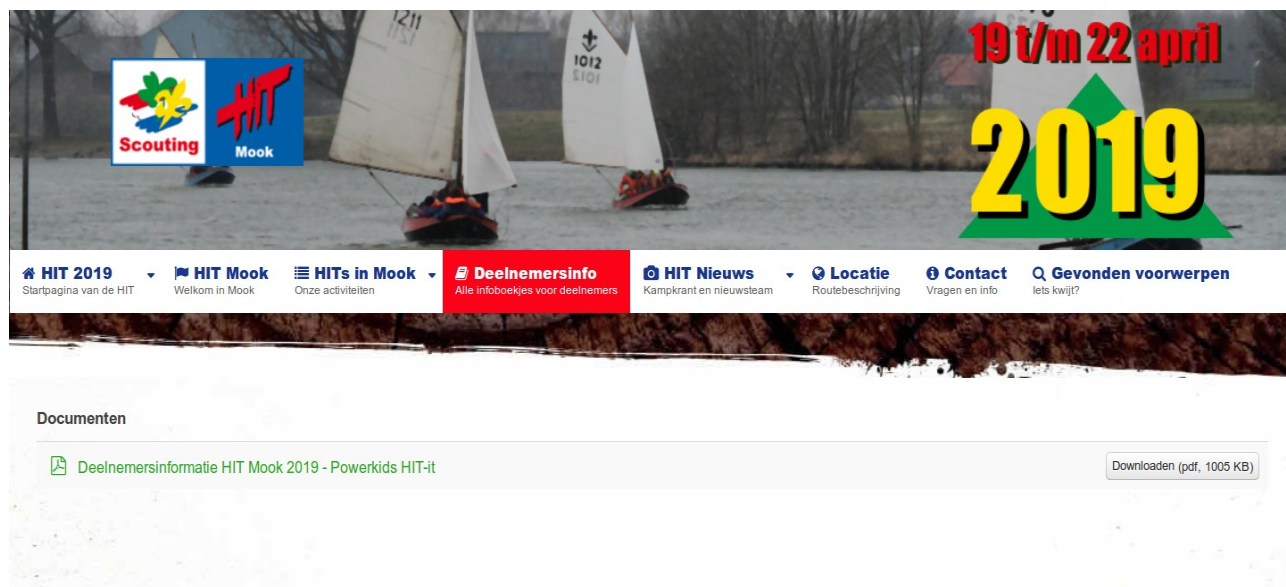 1211
1012
19 t/m 22 april
2019
Scouting
HIT
Mook
HIT 2019
Startpagina van de HIT
HIT Mook
Welkom in Mook
HITs in Mook
Onze activiteiten
Deelnemersinfo
Alle infoboekjes voor deelnemers
HIT Nieuws
Kampkrant en nieuwsteam
Locatie
Routebeschrijving
Contact
Vragen en info
Gevonden voorwerpen
Iets kwijt?
Documenten
Deelnemersinformatie HIT Mook 2019 - Powerkids HIT-it
Downloaden (pdf, 1005 KB)